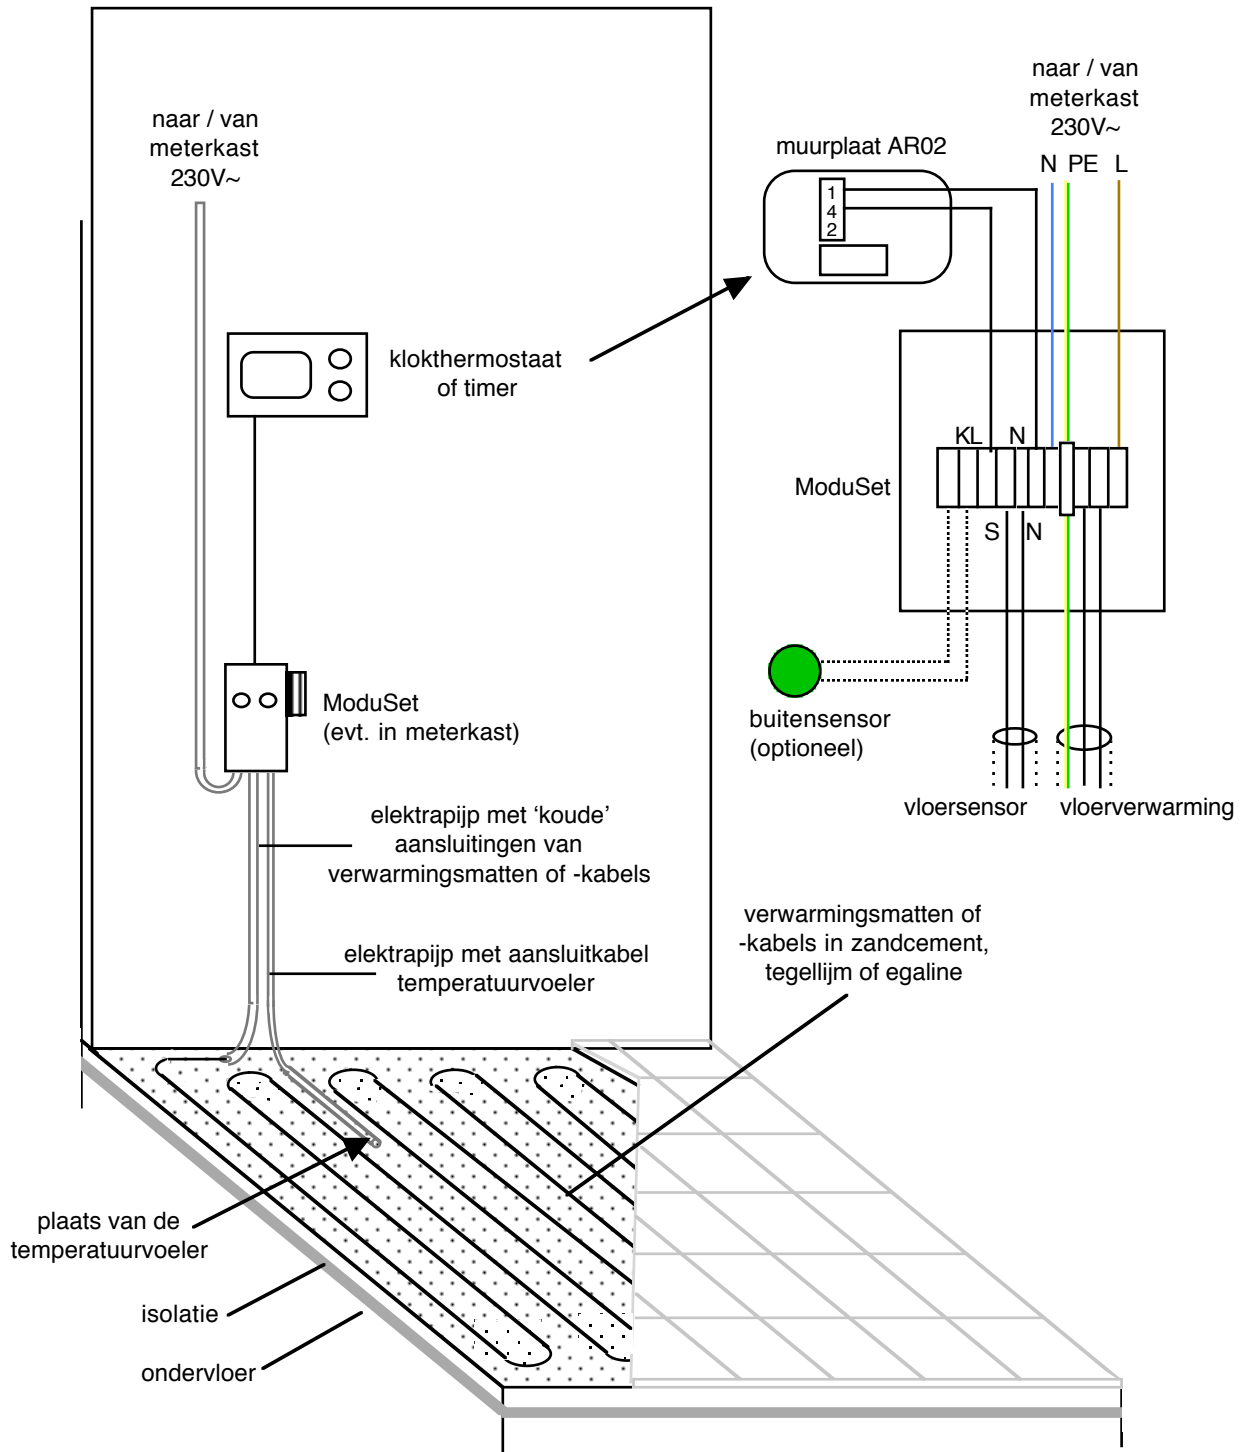 naar / van
meterkast
230V~
klokthermostaat
of timer
ModuSet
(evt. in meterkast)
elektrapijp met ‘koude’
aansluitingen van
verwarmingsmatten of -kabels
elektrapijp met aansluitkabel
temperatuurvoeler
plaats van de
temperatuurvoeler
isolatie
ondervloer
naar / van
meterkast
230V~
N PE L
muurplaat AR02
1
4
2
KL N
ModuSet
S N
buitensensor
(optioneel)
vloersensor vloerverwarming
verwarmingsmatten of
-kabels in zandcement,
tegellijm of egaline